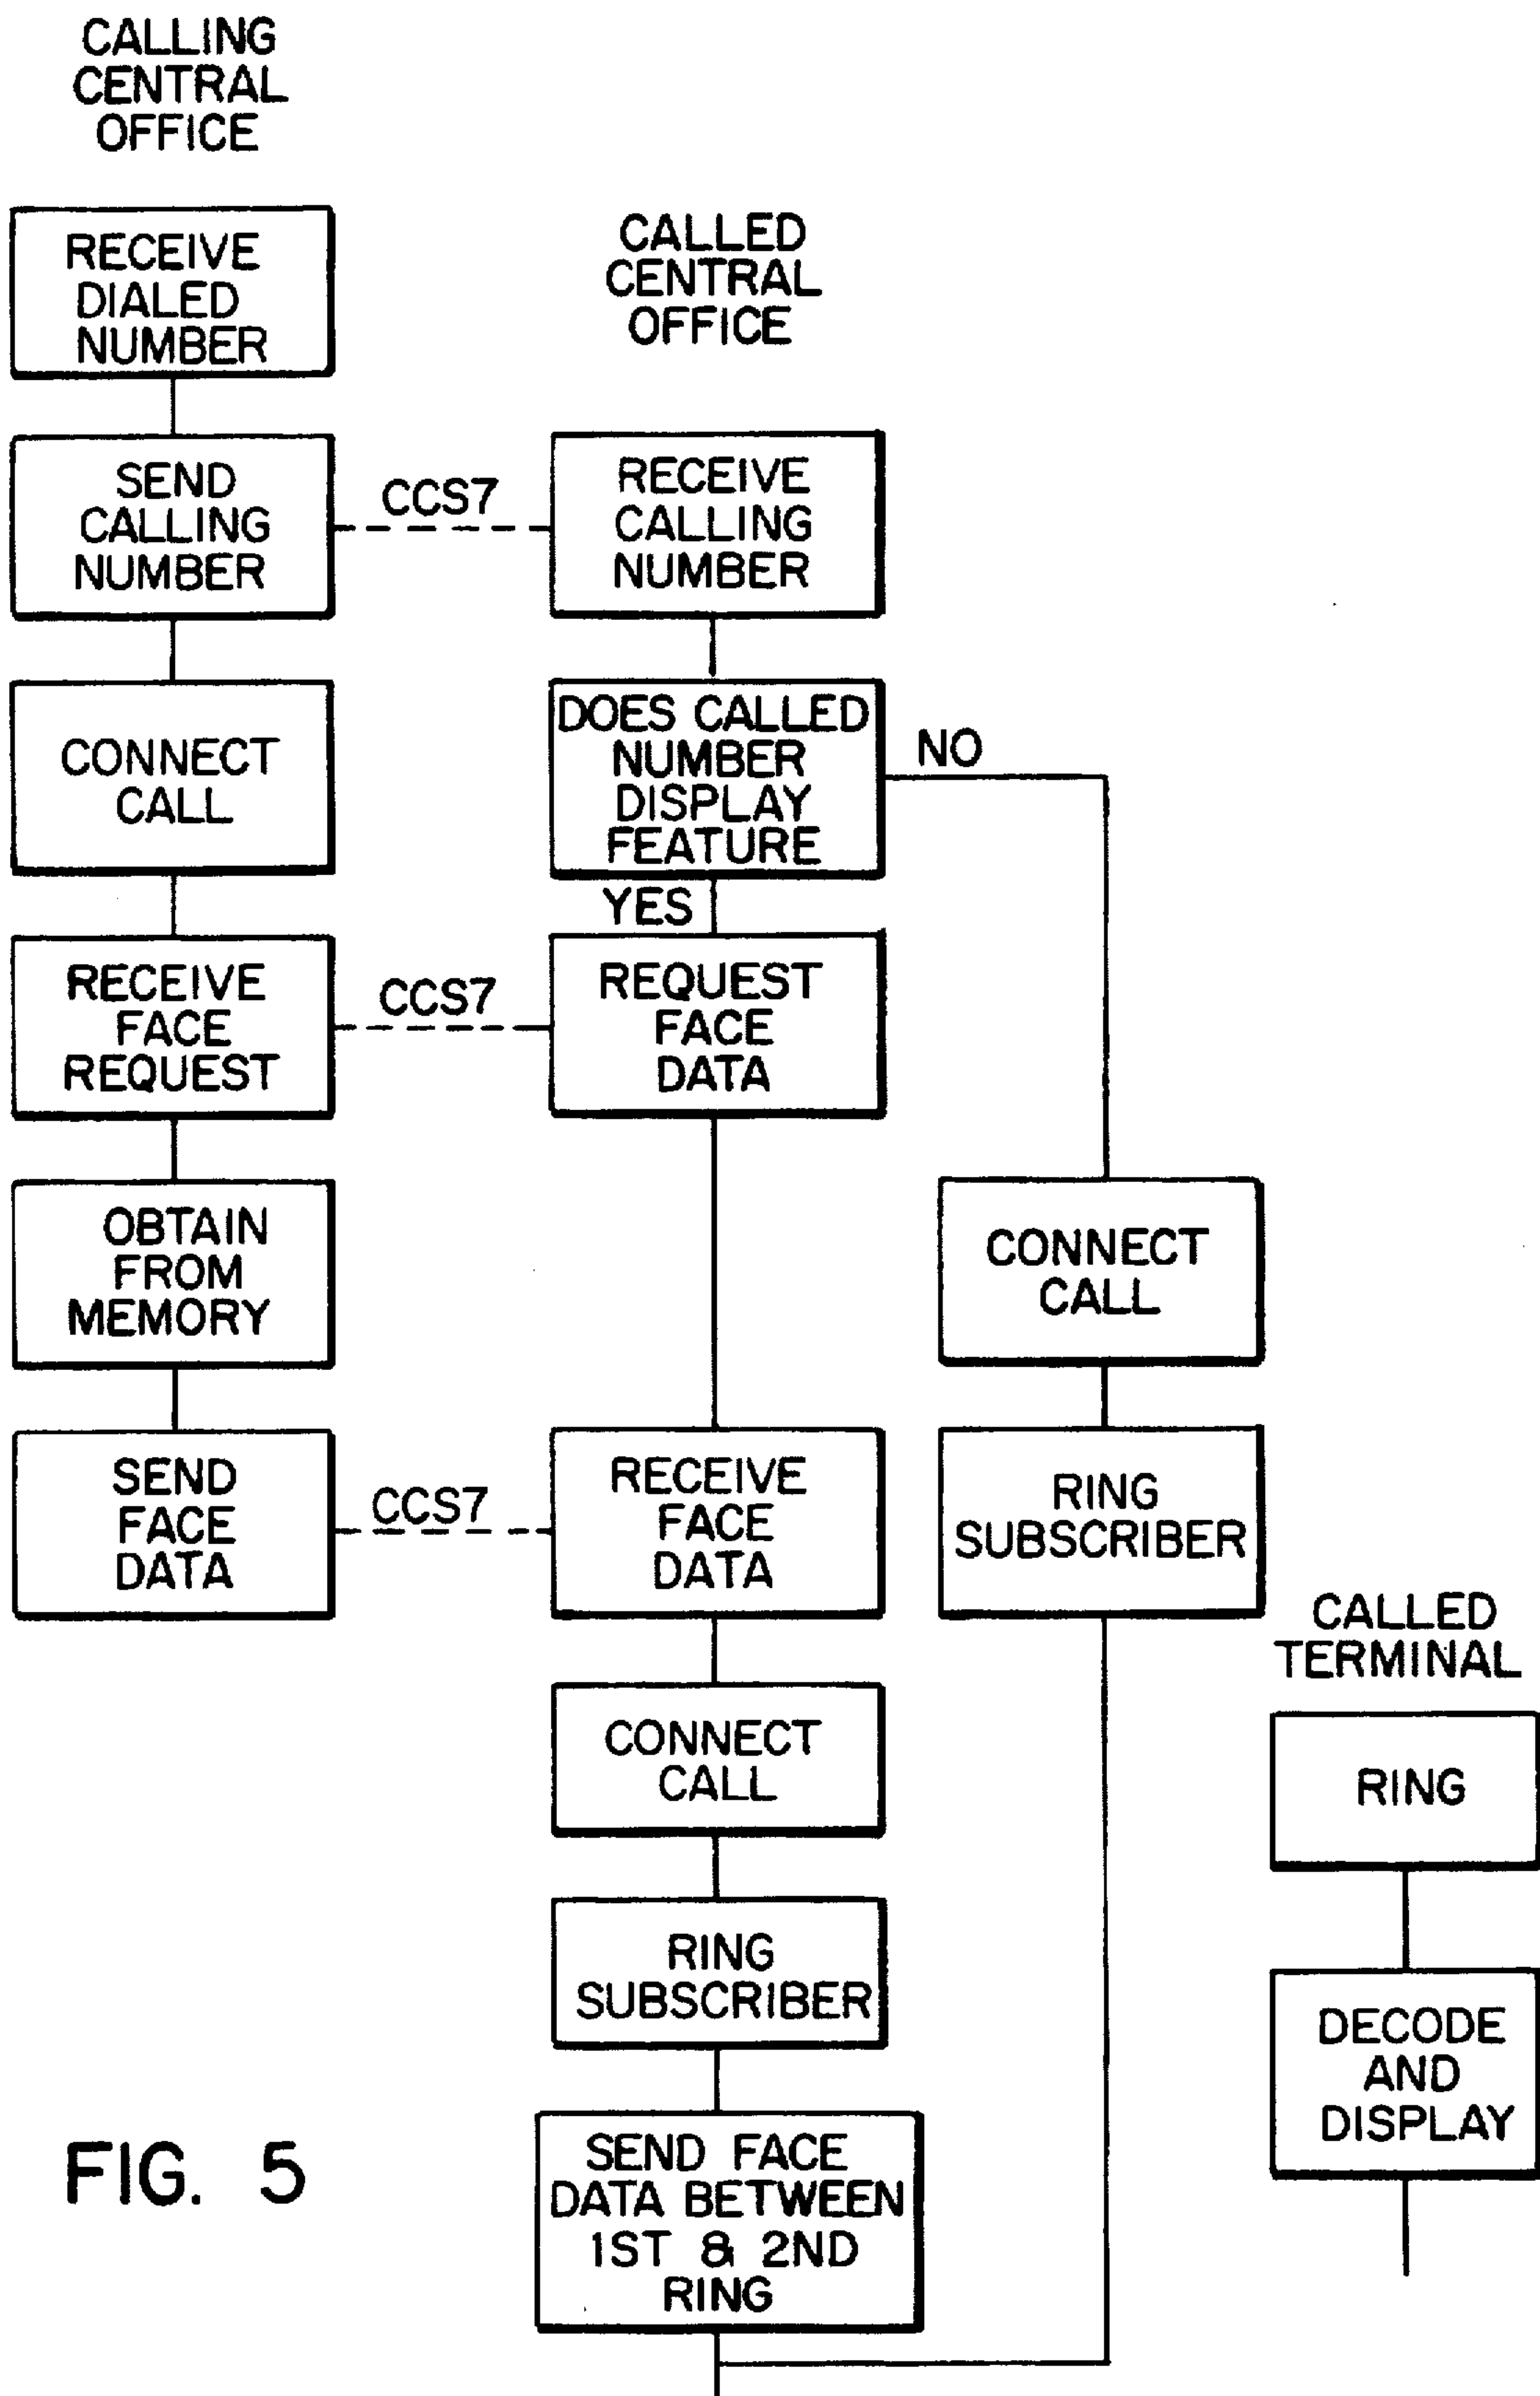 CALLING
CENTRAL
OFFICE
RECEIVE
DIALED
NUMBER
SEND
CALLING
NUMBER
CONNECT
CALL
RECEIVE
FACE
REQUEST
OBTAIN
FROM
MEMORY
SEND
FACE
DATA
CCS7
CCS7
CCS7
CALLED
CENTRAL
OFFICE
RECEIVE
CALLING
NUMBER
DOES CALLED
NUMBER
DISPLAY
FEATURE
NO
YES
REQUEST
FACE
DATA
RECEIVE
FACE
DATA
CONNECT
CALL
RING
SUBSCRIBER
SEND FACE
DATA BETWEEN
1ST & 2ND
RING
CONNECT
CALL
RING
SUBSCRIBER
CALLED
TERMINAL
RING
DECODE
AND
DISPLAY
FIG. 5